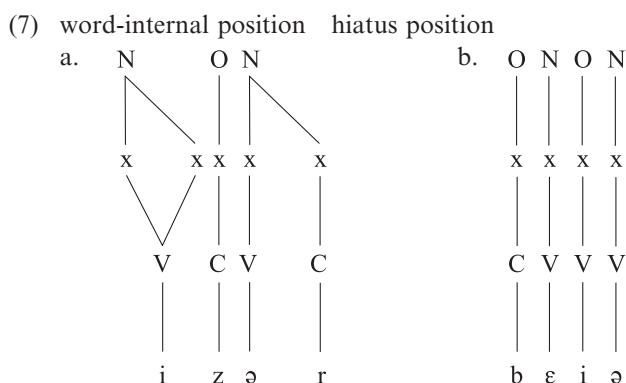 (7) word-internal position hiatus position
a. N O N b. O N O N
x x x x x x x x x
V C V C C V V V
i z ə r b ɛ i ə